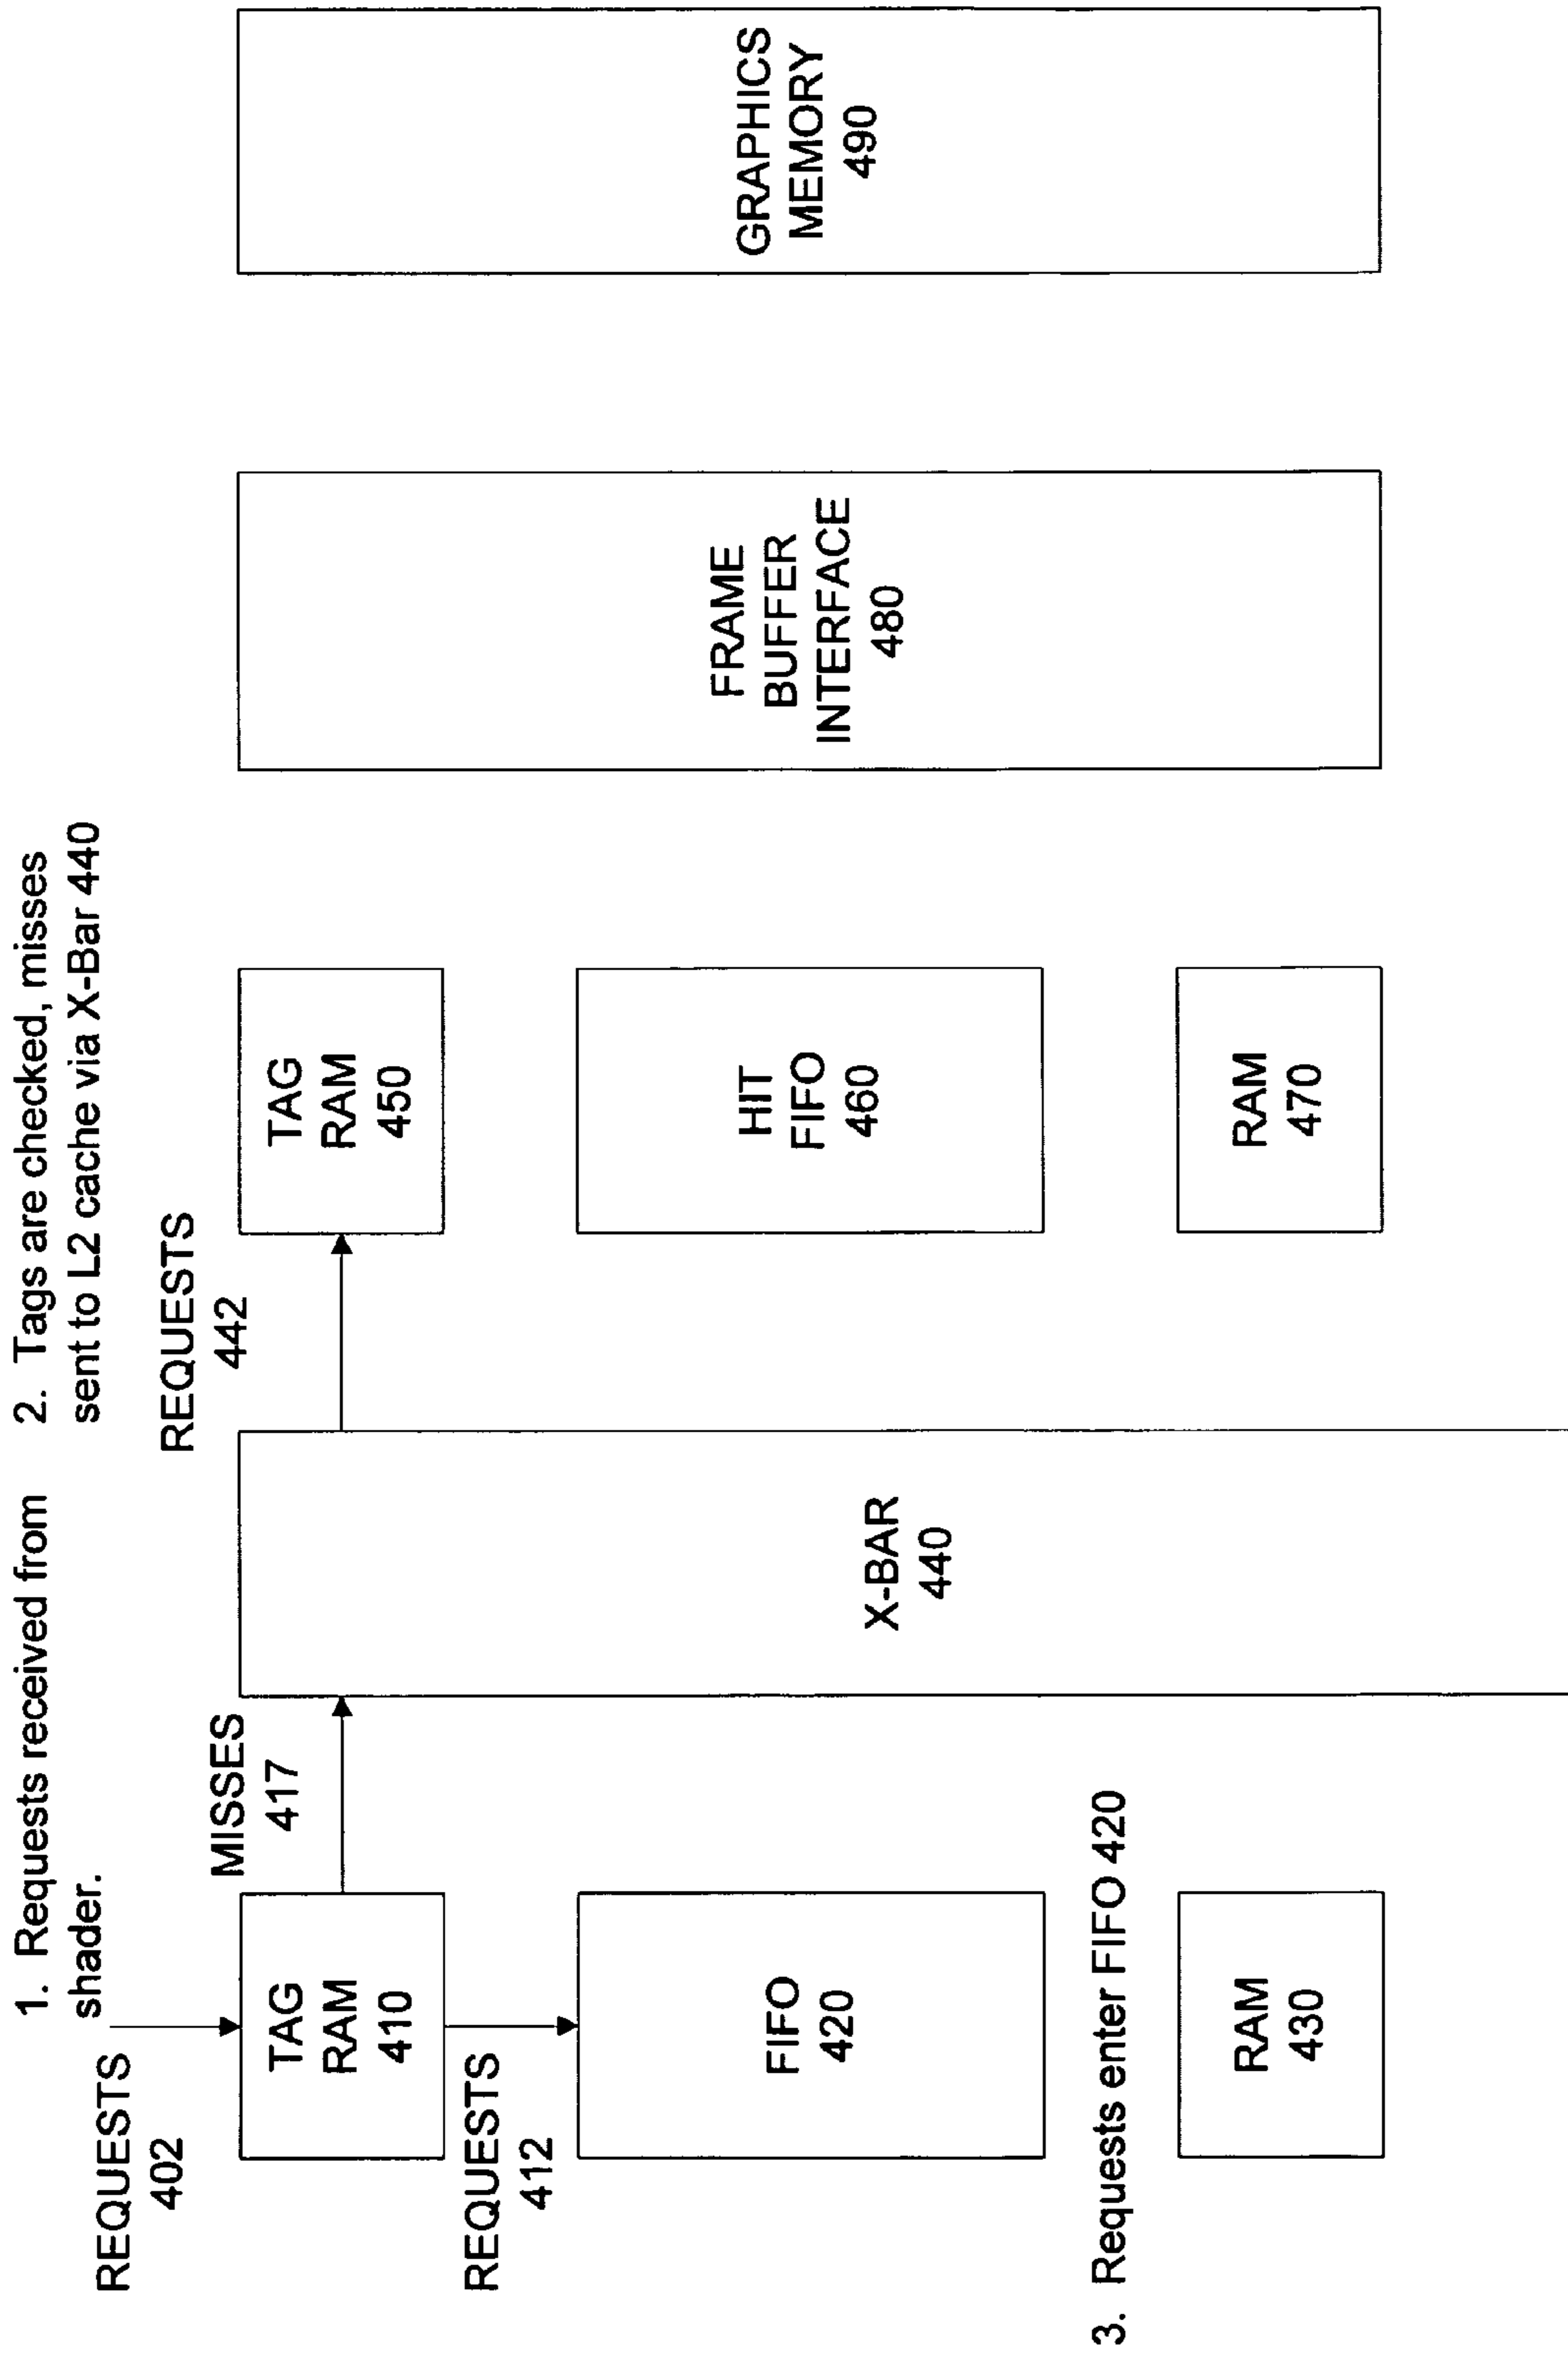 1.  Requests received from
shader.
2.  Tags are checked, misses
sent to L2 cache via X-Bar 440
REQUESTS
402
TAG
RAM
410
MISSES
417
REQUESTS
442
TAG
RAM
450
REQUESTS
412
FIFO
420
X-BAR
440
HIT
FIFO
460
FRAME
BUFFER
INTERFACE
480
GRAPHICS
MEMORY
490
3.  Requests enter FIFO 420
RAM
430
RAM
470